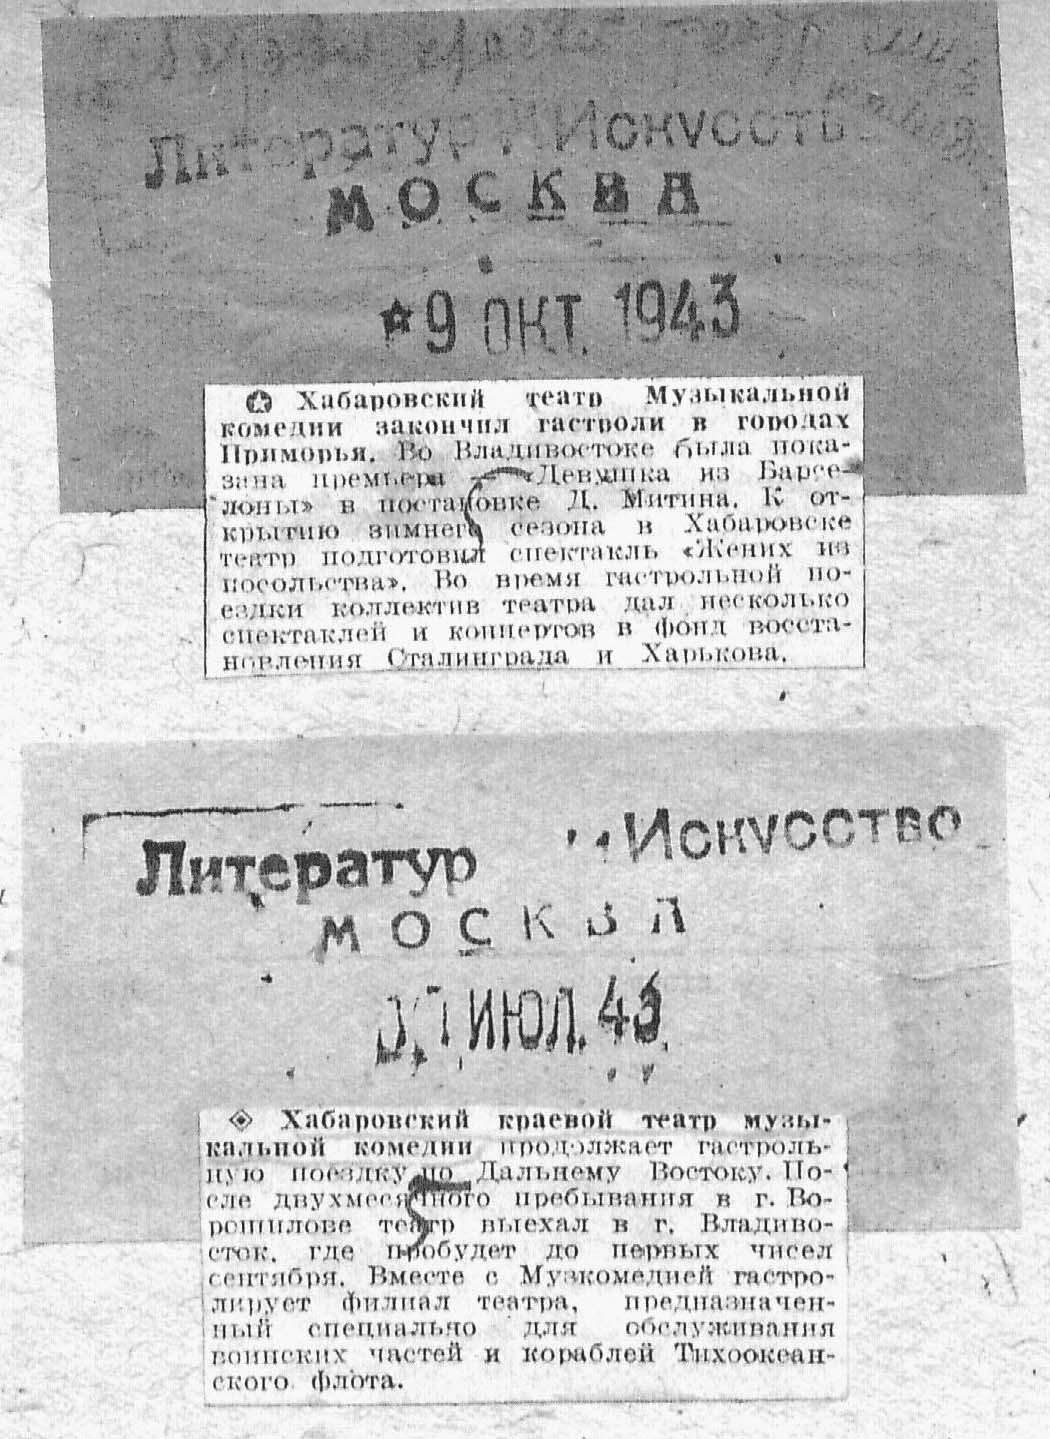 Литератур и Искусств
МОСКВА
9 ОКТ. 1943
Хабаровский театр Музыкальной
комедии закончил гастроли в городах
Приморья. Во Владивостоке была пока-
зана премьера — «Девушка из Барсе-
лоны» в постановке Д. Митина. К от-
крытию зимнего сезона в Хабаровске
театр подготовил спектакль «Жених из
посольства». Во время гастрольной по-
ездки коллектив театра дал несколько
спектаклей и концертов в фонд восста-
новления Сталинграда и Харькова.
Литератур и Искусство
МОСКВА
ИЮЛ. 43
Хабаровский краевой театр музы-
кальной комедии продолжает гастроль-
ную поездку по Дальнему Востоку. По-
сле двухмесячного пребывания в г. Во-
рошилове театр выехал в г. Владиво-
сток, где пробудет до первых чисел
сентября. Вместе с Музкомедией гастро-
лирует филиал театра, предназначен-
ный специально для обслуживания
воинских частей и кораблей Тихоокеан-
ского флота.